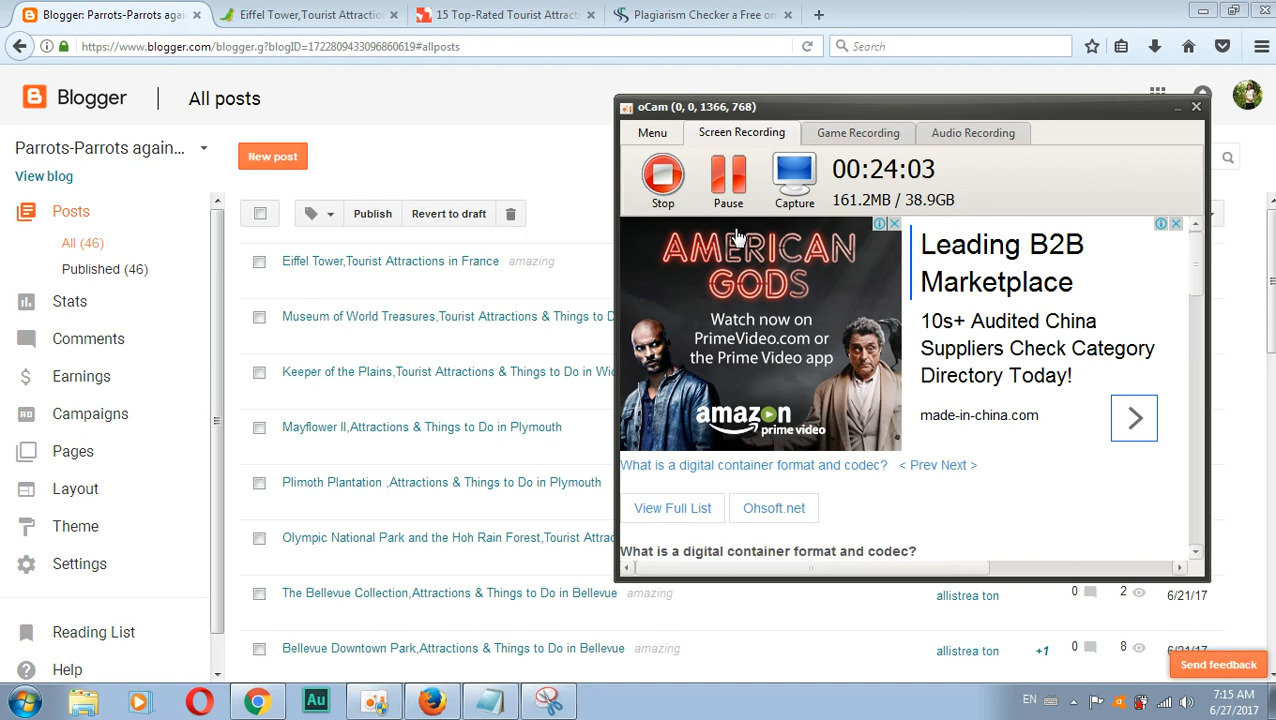 Blogger: Parrots-Parrots agai
Eiffel Tower,Tourist Attractio
15 Top-Rated Tourist Attract
Plagiarism Checker a Free on
https://www.blogger.com/blogger.g?blogID=1722809433096860619#allposts
Search
Blogger
All posts
Parrots-Parrots again...
New post
View blog
Posts
All (46)
Published (46)
Stats
Comments
Earnings
Campaigns
Pages
Layout
Theme
Settings
Reading List
Help
Publish
Revert to draft
Eiffel Tower,Tourist Attractions in France amazing
Museum of World Treasures,Tourist Attractions & Things to D
Keeper of the Plains,Tourist Attractions & Things to Do in Wic
Mayflower II,Attractions & Things to Do in Plymouth
Plimoth Plantation ,Attractions & Things to Do in Plymouth
Olympic National Park and the Hoh Rain Forest,Tourist Attra
The Bellevue Collection,Attractions & Things to Do in Bellevue amazing
allistrea ton 0 2 6/21/17
Bellevue Downtown Park,Attractions & Things to Do in Bellevue amazing
allistrea ton +1 0 8
Send feedback
oCam (0, 0, 1366, 768)
Menu Screen Recording Game Recording Audio Recording
Stop Pause Capture
00:24:03
161.2MB / 38.9GB
AMERICAN
GODS
Watch now on
PrimeVideo.com or
the Prime Video app
amazon
prime video
Leading B2B
Marketplace
10s+ Audited China
Suppliers Check Category
Directory Today!
made-in-china.com
What is a digital container format and codec? < Prev Next >
View Full List Ohsoft.net
What is a digital container format and codec?
Au
EN
7:15 AM
6/27/2017